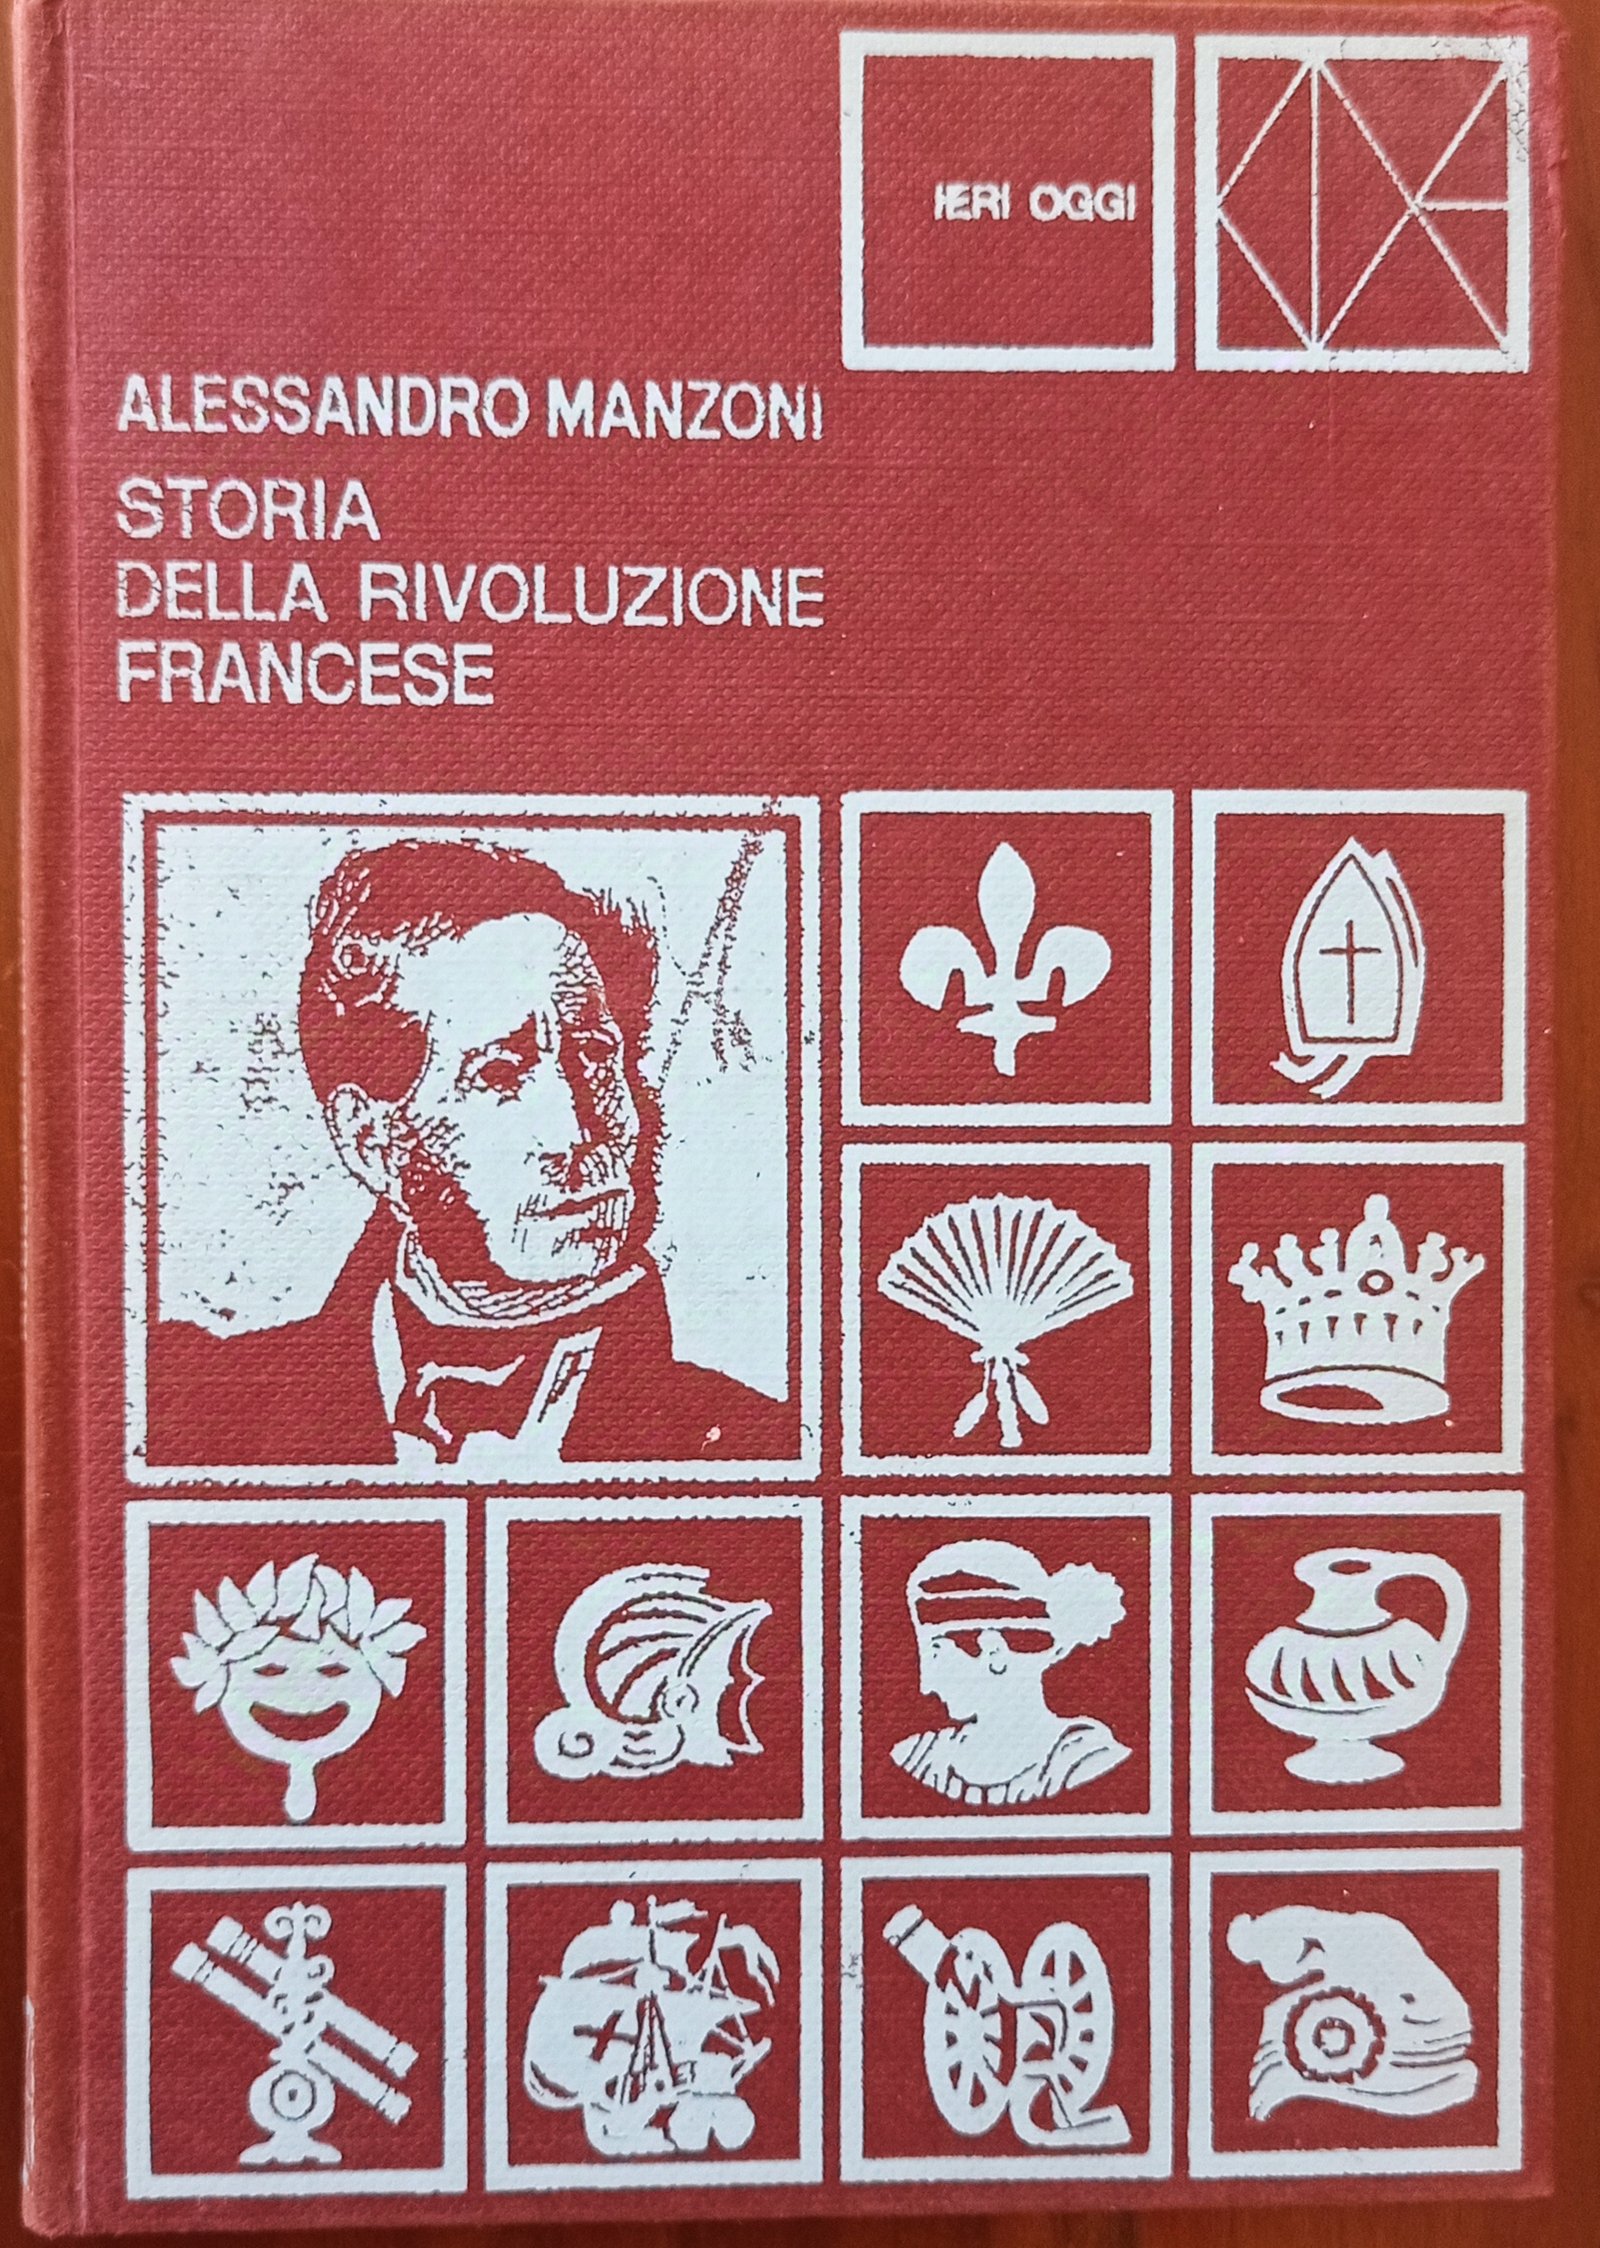 IERI OGGI
ALESSANDRO MANZONI
STORIA
DELLA RIVOLUZIONE
FRANCESE